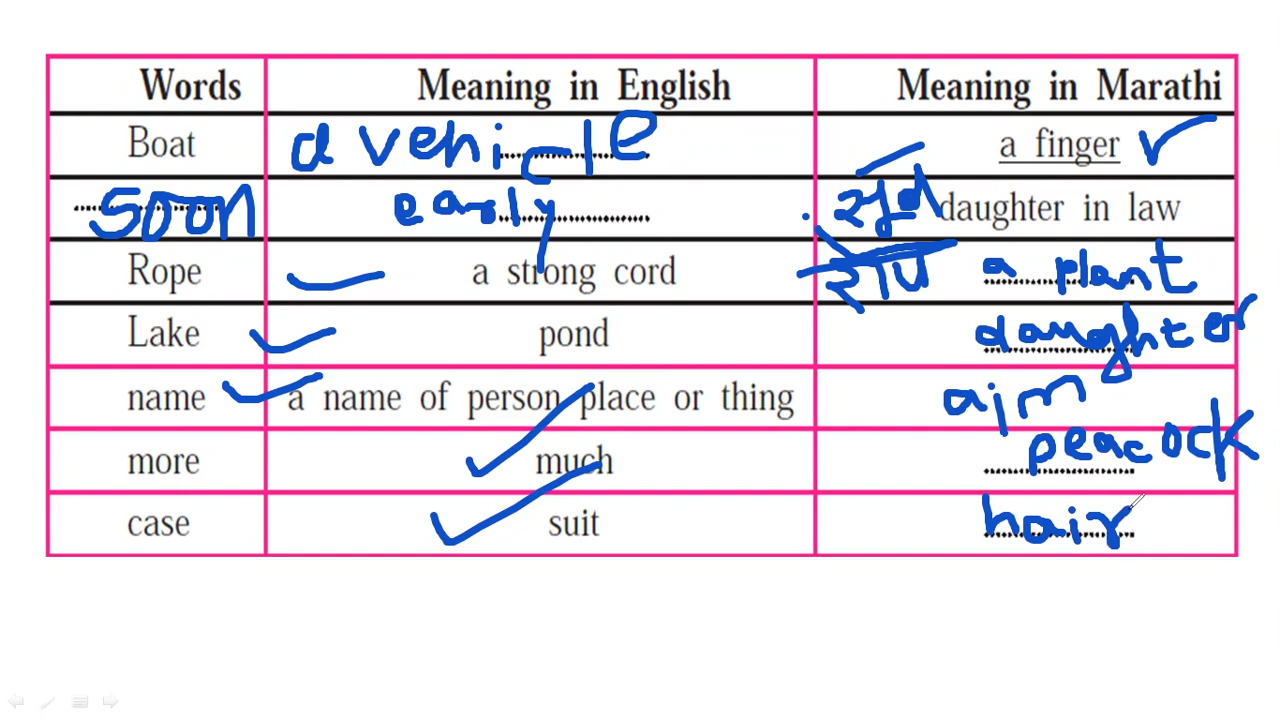 Words Meaning in English Meaning in Marathi
Boat a vehicle a finger
soon early daughter in law
Rope a strong cord रोप a plant
Lake pond daughter
name a name of person place or thing aim
more much peacock
case suit hair